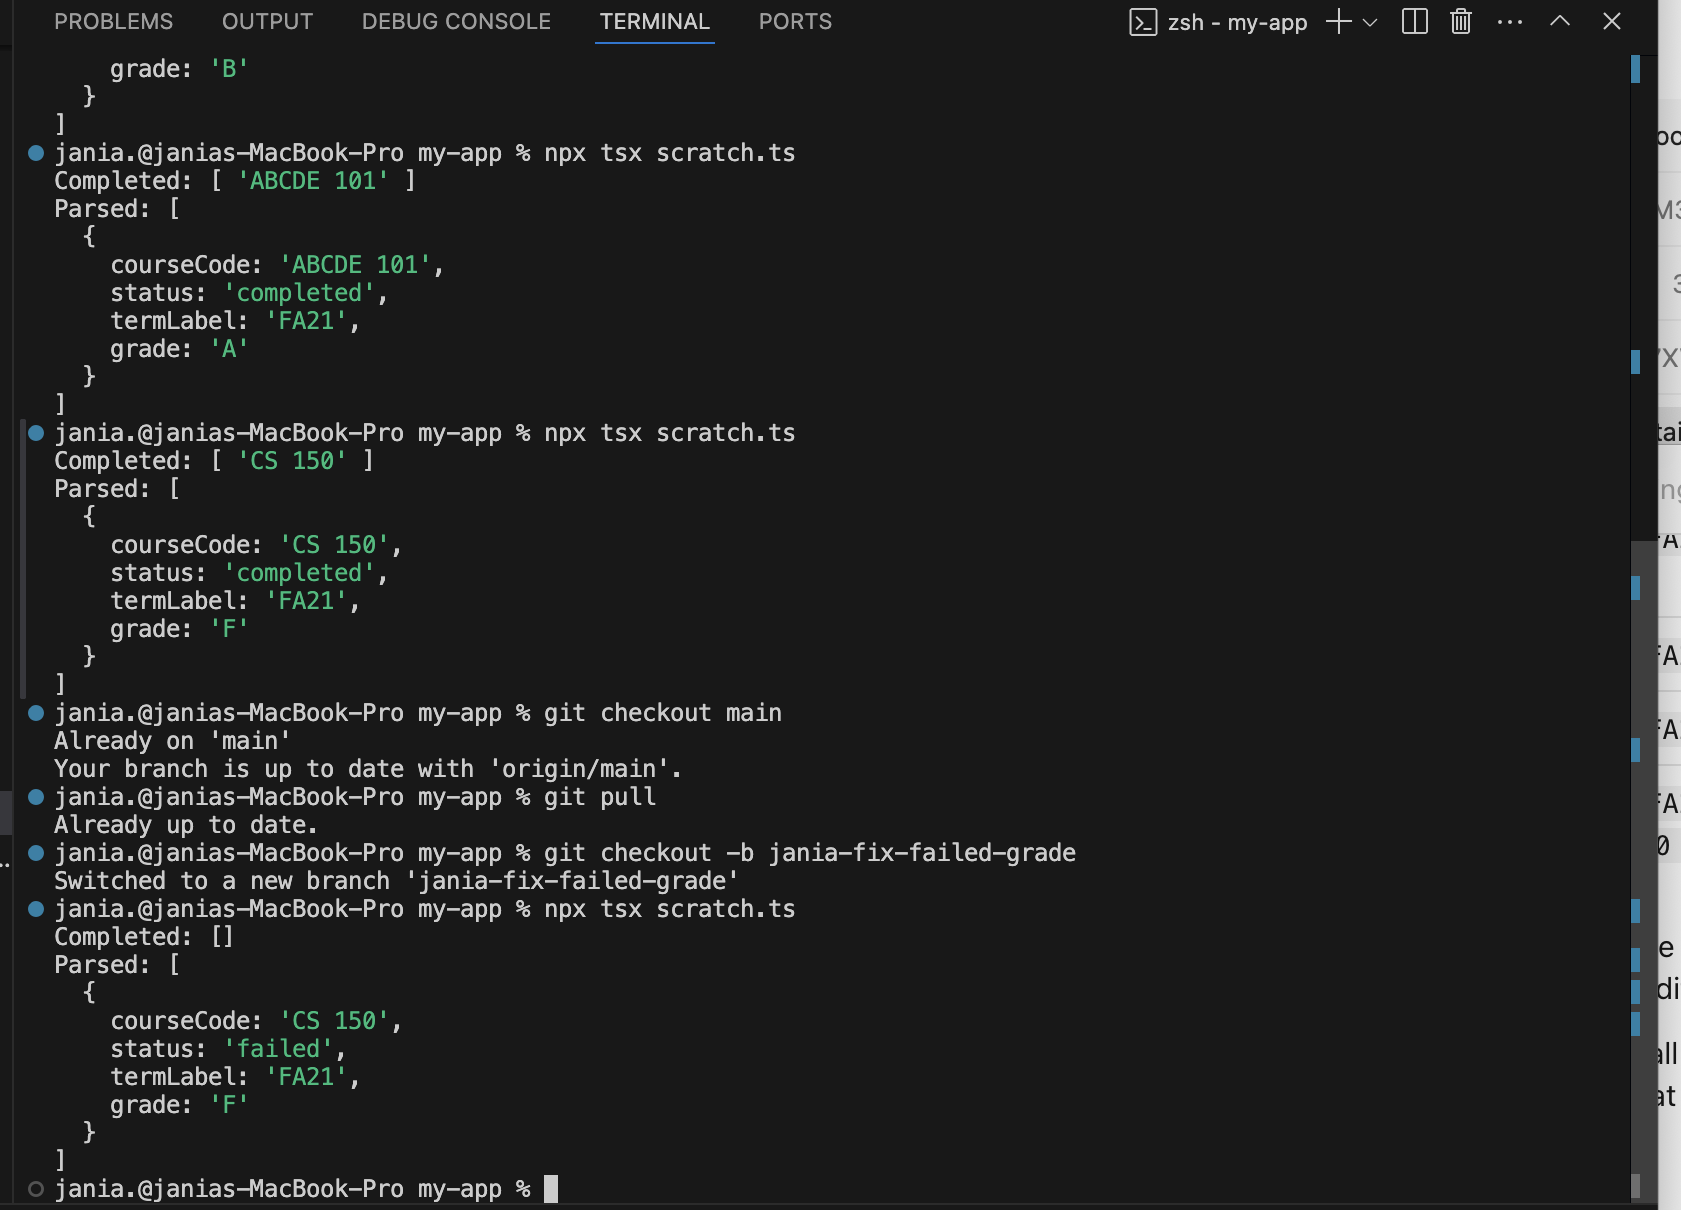 PROBLEMS OUTPUT DEBUG CONSOLE TERMINAL PORTS zsh - my-app
grade: 'B'
}
]
jania.@janias-MacBook-Pro my-app % npx tsx scratch.ts
Completed: [ 'ABCDE 101' ]
Parsed: [
{
courseCode: 'ABCDE 101',
status: 'completed',
termLabel: 'FA21',
grade: 'A'
}
]
jania.@janias-MacBook-Pro my-app % npx tsx scratch.ts
Completed: [ 'CS 150' ]
Parsed: [
{
courseCode: 'CS 150',
status: 'completed',
termLabel: 'FA21',
grade: 'F'
}
]
jania.@janias-MacBook-Pro my-app % git checkout main
Already on 'main'
Your branch is up to date with 'origin/main'.
jania.@janias-MacBook-Pro my-app % git pull
Already up to date.
jania.@janias-MacBook-Pro my-app % git checkout -b jania-fix-failed-grade
Switched to a new branch 'jania-fix-failed-grade'
jania.@janias-MacBook-Pro my-app % npx tsx scratch.ts
Completed: []
Parsed: [
{
courseCode: 'CS 150',
status: 'failed',
termLabel: 'FA21',
grade: 'F'
}
]
jania.@janias-MacBook-Pro my-app %